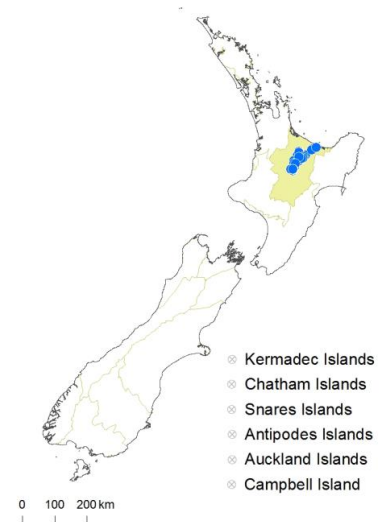 Kermadec Islands
Chatham Islands
Snares Islands
Antipodes Islands
Auckland Islands
Campbell Island
0 100 200 km